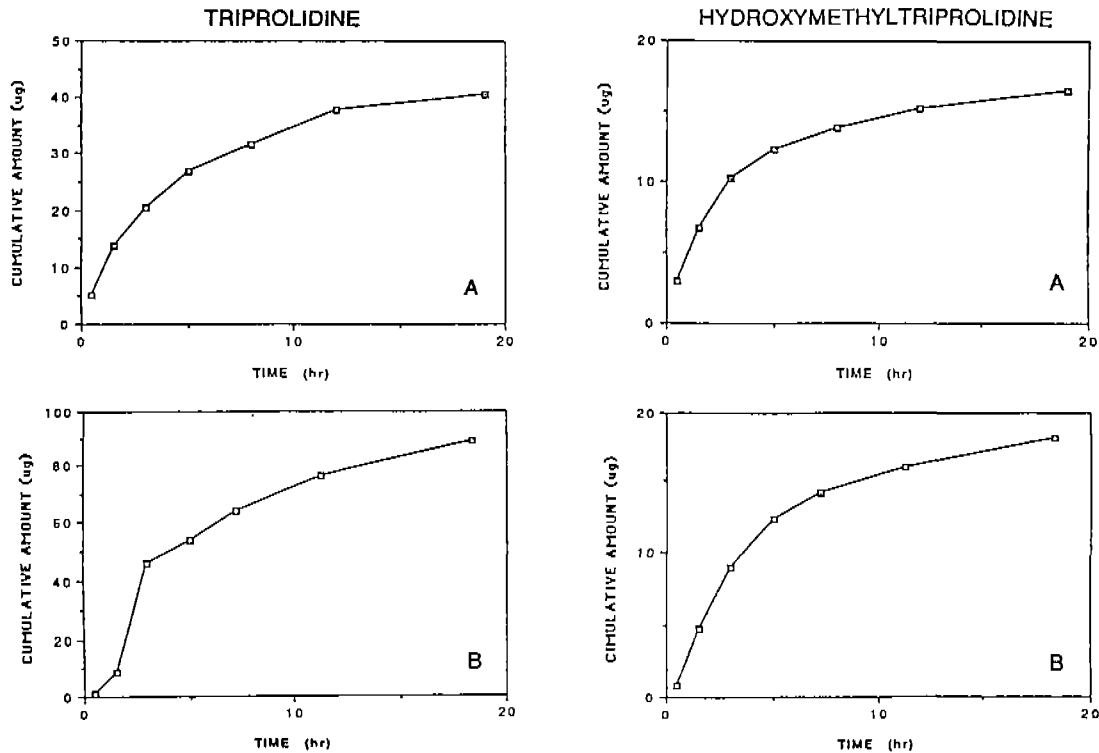 TRIPROLIDINE
CUMULATIVE AMOUNT (ug)
50
40
30
20
10
0
A
0 10 20
TIME (hr)
HYDROXYMETHYLTRIPROLIDINE
CUMULATIVE AMOUNT (ug)
20
10
0
A
0 10 20
TIME (hr)
CUMULATIVE AMOUNT (ug)
100
80
60
40
20
0
B
0 10 20
TIME (hr)
CIMULATIVE AMOUNT (ug)
20
10
0
B
0 10 20
TIME (hr)